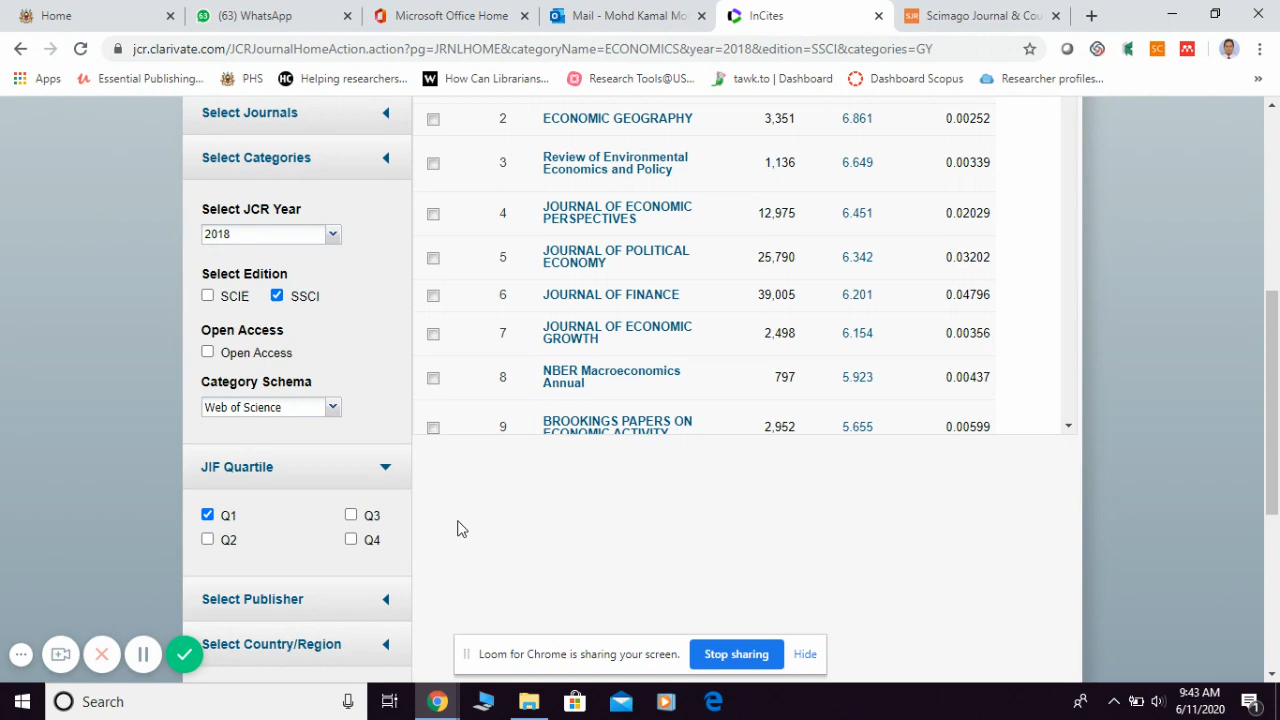 Home
(63) WhatsApp
Microsoft Office Home
Mail - Mohd Kamal Mo
InCites
Scimago Journal & Cou
jcr.clarivate.com/JCRJournalHomeAction.action?pg=JRNLHOME&categoryName=ECONOMICS&year=2018&edition=SSCI&categories=GY
Apps
Essential Publishing...
PHS
Helping researchers...
How Can Librarians...
Research Tools@US...
tawk.to | Dashboard
Dashboard Scopus
Researcher profiles...
Select Journals
Select Categories
Select JCR Year
2018
Select Edition
SCIE SSCI
Open Access
Open Access
Category Schema
Web of Science
JIF Quartile
Q1 Q3
Q2 Q4
Select Publisher
Select Country/Region
2 ECONOMIC GEOGRAPHY 3,351 6.861 0.00252
3 Review of Environmental 1,136 6.649 0.00339
Economics and Policy
4 JOURNAL OF ECONOMIC 12,975 6.451 0.02029
PERSPECTIVES
5 JOURNAL OF POLITICAL 25,790 6.342 0.03202
ECONOMY
6 JOURNAL OF FINANCE 39,005 6.201 0.04796
7 JOURNAL OF ECONOMIC 2,498 6.154 0.00356
GROWTH
8 NBER Macroeconomics 797 5.923 0.00437
Annual
9 BROOKINGS PAPERS ON 2,952 5.655 0.00599
ECONOMIC ACTIVITY
Loom for Chrome is sharing your screen. Stop sharing Hide
Search
9:43 AM
6/11/2020